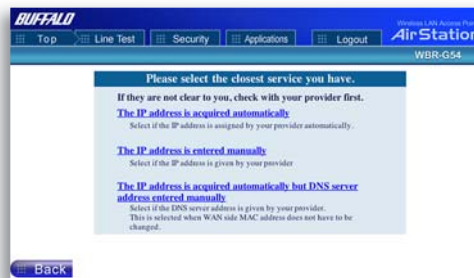 BUFFALO
Wireless LAN Access Point
AirStation
Top Line Test Security Applications Logout
WBR-G54
Please select the closest service you have.
If they are not clear to you, check with your provider first.
The IP address is acquired automatically
Select if the IP address is assigned by your provider automatically.
The IP address is entered manually
Select if the IP address is given by your provider
The IP address is acquired automatically but DNS server
address entered manually
Select if the DNS server address is given by your provider.
This is selected when WAN side MAC address does not have to be
changed.
Back